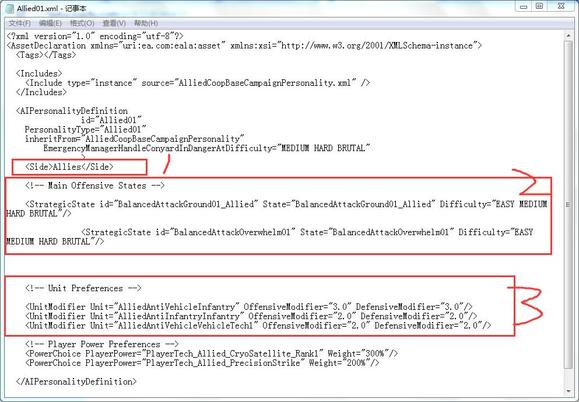 Allied01.xml - 记事本
文件(F) 编辑(E) 格式(O) 查看(V) 帮助(H)
<?xml version="1.0" encoding="utf-8"?>
<AssetDeclaration xmlns="uri:ea.com:eala:asset" xmlns:xsi="http://www.w3.org/2001/XMLSchema-instance">
<Tags></Tags>
<Includes>
<Include type="instance" source="AlliedCoopBaseCampaignPersonality.xml" />
</Includes>
<AIPersonalityDefinition
id="Allied01"
PersonalityType="Allied01"
inheritFrom="AlliedCoopBaseCampaignPersonality"
EmergencyManagerHandleConyardInDangerAtDifficulty="MEDIUM HARD BRUTAL"
>
<Side>Allies</Side>
1
<!-- Main Offensive States -->
2
<StrategicState id="BalancedAttackGround01_Allied" State="BalancedAttackGround01_Allied" Difficulty="EASY MEDIUM
HARD BRUTAL"/>
<StrategicState id="BalancedAttackOverwhelm01" State="BalancedAttackOverwhelm01" Difficulty="EASY
MEDIUM HARD BRUTAL"/>
<!-- Unit Preferences -->
3
<UnitModifier Unit="AlliedAntiVehicleInfantry" OffensiveModifier="3.0" DefensiveModifier="3.0"/>
<UnitModifier Unit="AlliedAntiInfantryInfantry" OffensiveModifier="2.0" DefensiveModifier="2.0"/>
<UnitModifier Unit="AlliedAntiVehicleVehicleTech1" OffensiveModifier="2.0" DefensiveModifier="2.0"/>
<!-- Player Power Preferences -->
<PowerChoice PlayerPower="PlayerTech_Allied_CryoSatellite_Rank1" Weight="300%"/>
<PowerChoice PlayerPower="PlayerTech_Allied_PrecisionStrike" Weight="200%"/>
</AIPersonalityDefinition>